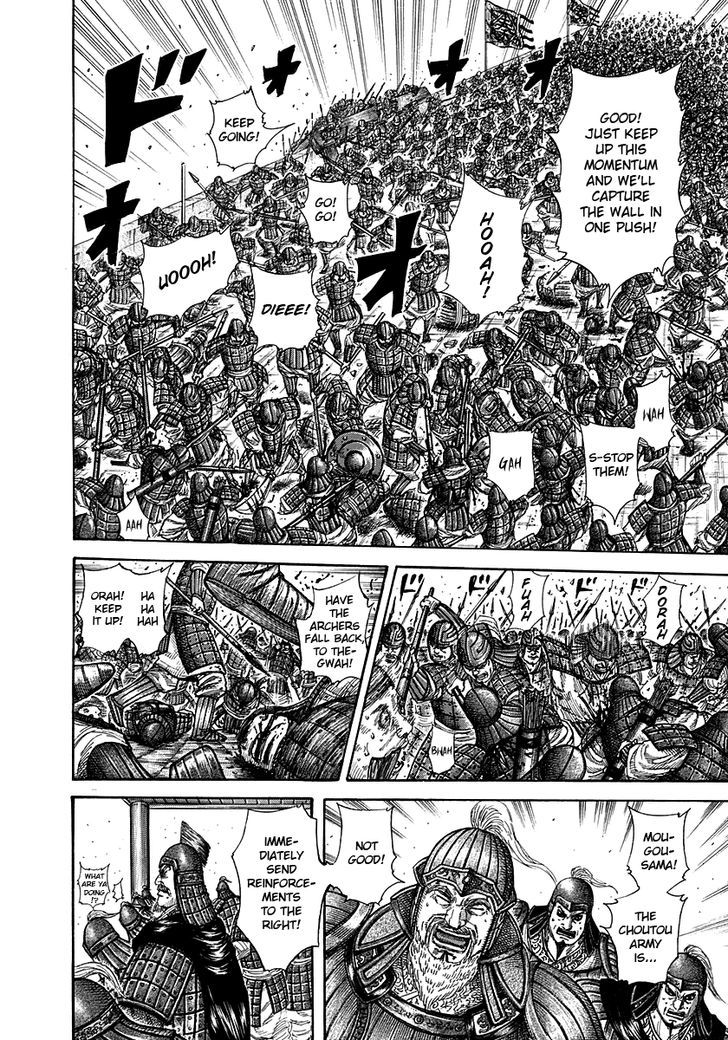 GOOD!
JUST KEEP
UP THIS
MOMENTUM
AND WE'LL
CAPTURE
THE WALL IN
ONE PUSH!
オオオオ
ド
KEEP
GOING!
GO!
GO!
HOOAH!
UOOOH!
DIEEE!
WAH
S-STOP
THEM!
GAH
AAH
DORAH
FUAH
ドドド
BWAH
HAVE
THE
ARCHERS
FALL BACK,
TO THE-
GWAH!
HA
HA
HAH
ORAH!
KEEP
IT UP!
MOU-
GOU-
SAMA!
THE
CHOUTOU
ARMY
IS...
NOT
GOOD!
IMME-
DIATELY
SEND
REINFORCE-
MENTS
TO THE
RIGHT!
WHAT
ARE YA
DOING
!?